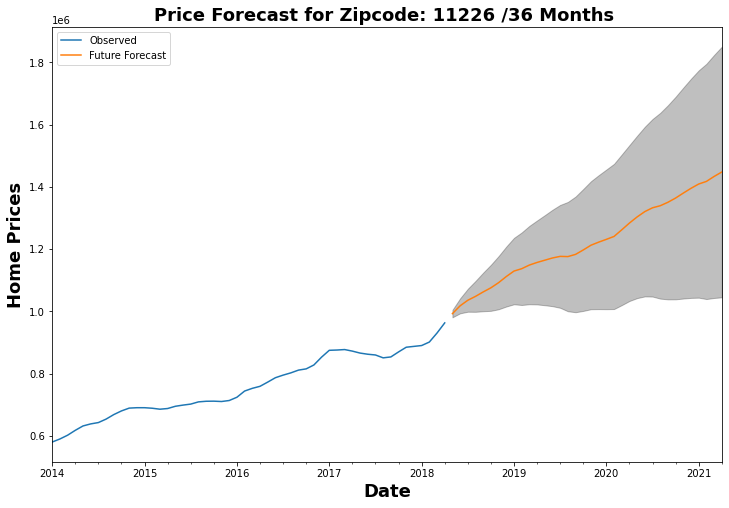 Price Forecast for Zipcode: 11226 /36 Months
1e6
Observed
Future Forecast
1.8
1.6
1.4
1.2
1.0
0.8
0.6
Home Prices
2014 2015 2016 2017 2018 2019 2020 2021
Date